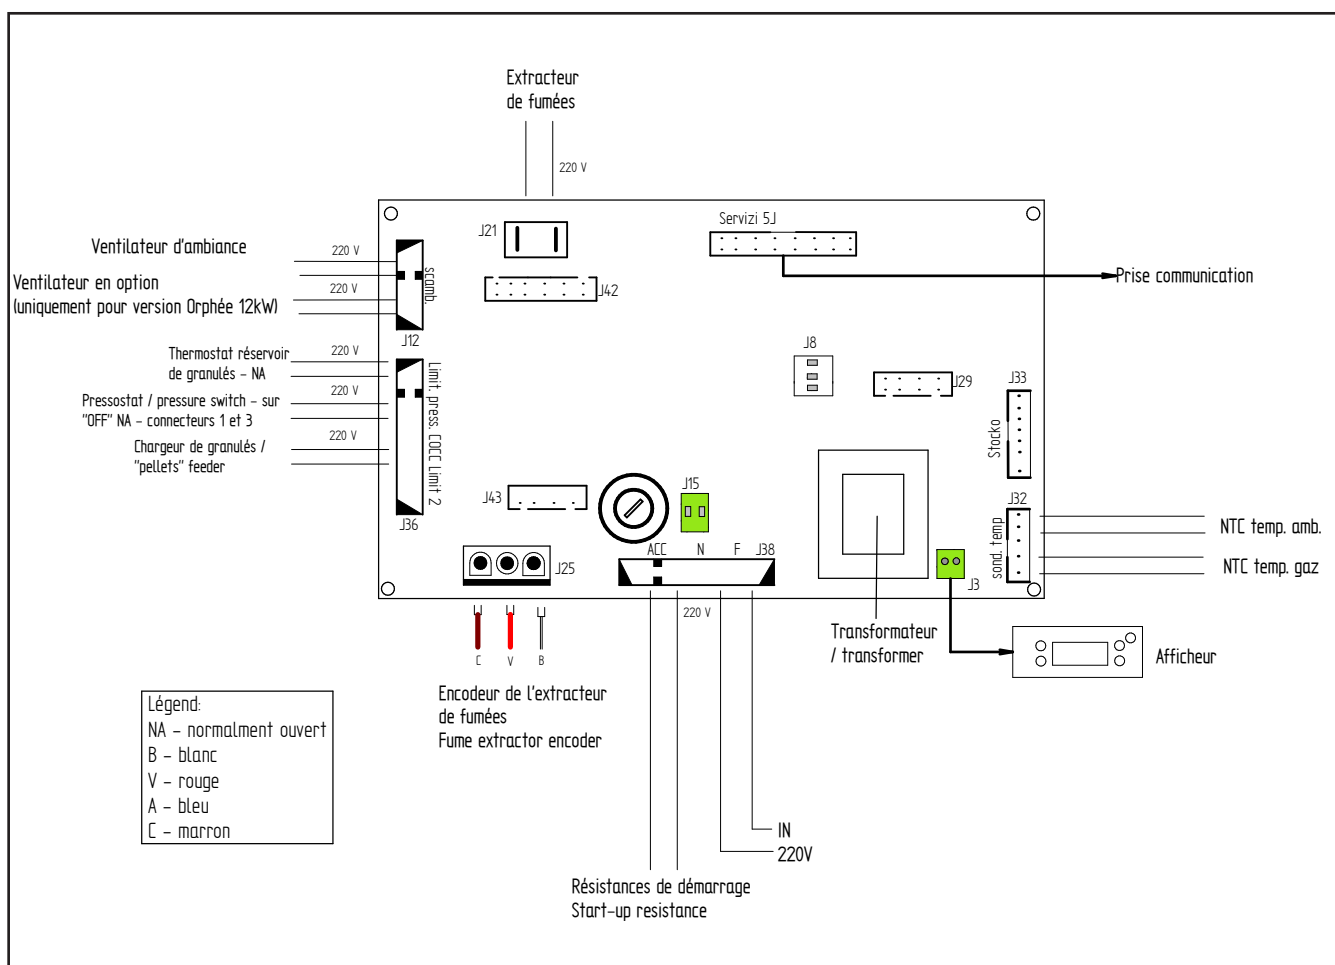 Extracteur
de fumées
220 V
J21
Servizi 5J
Ventilateur d'ambiance
220 V
Ventilateur en option
220 V
(uniquement pour version Orphée 12kW)
scamb.
J42
Prise communication
J12
J8
Thermostat réservoir
220 V
de granulés - NA
Limit. press. COCC Limit 2
J29
J33
220 V
Pressostat / pressure switch - sur
"OFF" NA - connecteurs 1 et 3
220 V
Chargeur de granulés /
"pellets" feeder
Stocko
J43
J15
J32
J36
sond. temp
NTC temp. amb.
ACC N F J38
J25
NTC temp. gaz
J3
220 V
C V B
Transformateur
/ transformer
Afficheur
Encodeur de l'extracteur
de fumées
Fume extractor encoder
Légend:
NA - normalment ouvert
B - blanc
V - rouge
A - bleu
C - marron
IN
220V
Résistances de démarrage
Start-up resistance